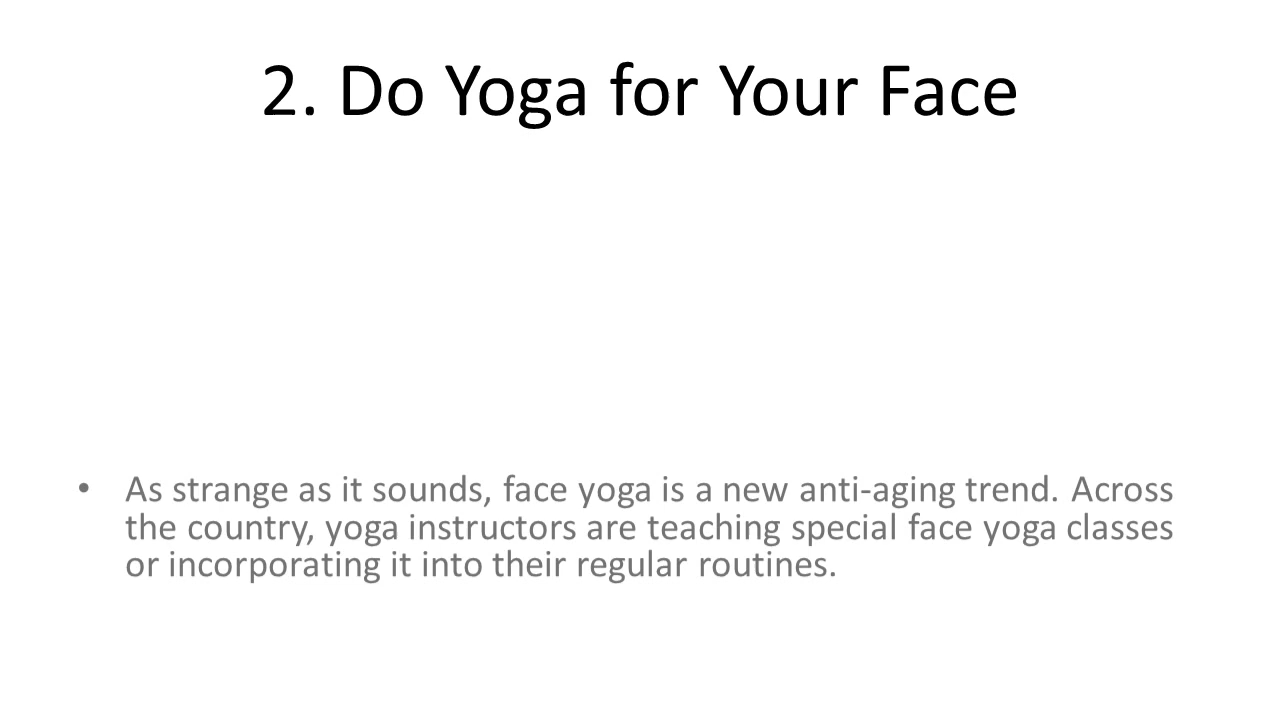 2. Do Yoga for Your Face
• As strange as it sounds, face yoga is a new anti-aging trend. Across
the country, yoga instructors are teaching special face yoga classes
or incorporating it into their regular routines.